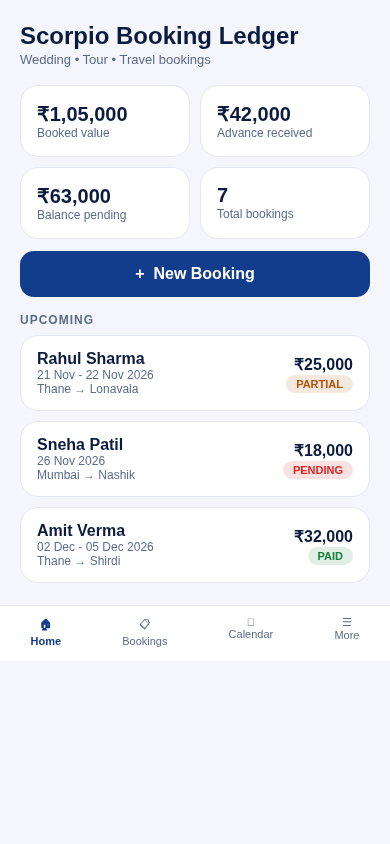 Scorpio Booking Ledger
Wedding • Tour • Travel bookings
₹1,05,000
Booked value
₹42,000
Advance received
₹63,000
Balance pending
7
Total bookings
+ New Booking
UPCOMING
Rahul Sharma
21 Nov - 22 Nov 2026
Thane → Lonavala
₹25,000
PARTIAL
Sneha Patil
26 Nov 2026
Mumbai → Nashik
₹18,000
PENDING
Amit Verma
02 Dec - 05 Dec 2026
Thane → Shirdi
₹32,000
PAID
Home
Bookings
Calendar
More